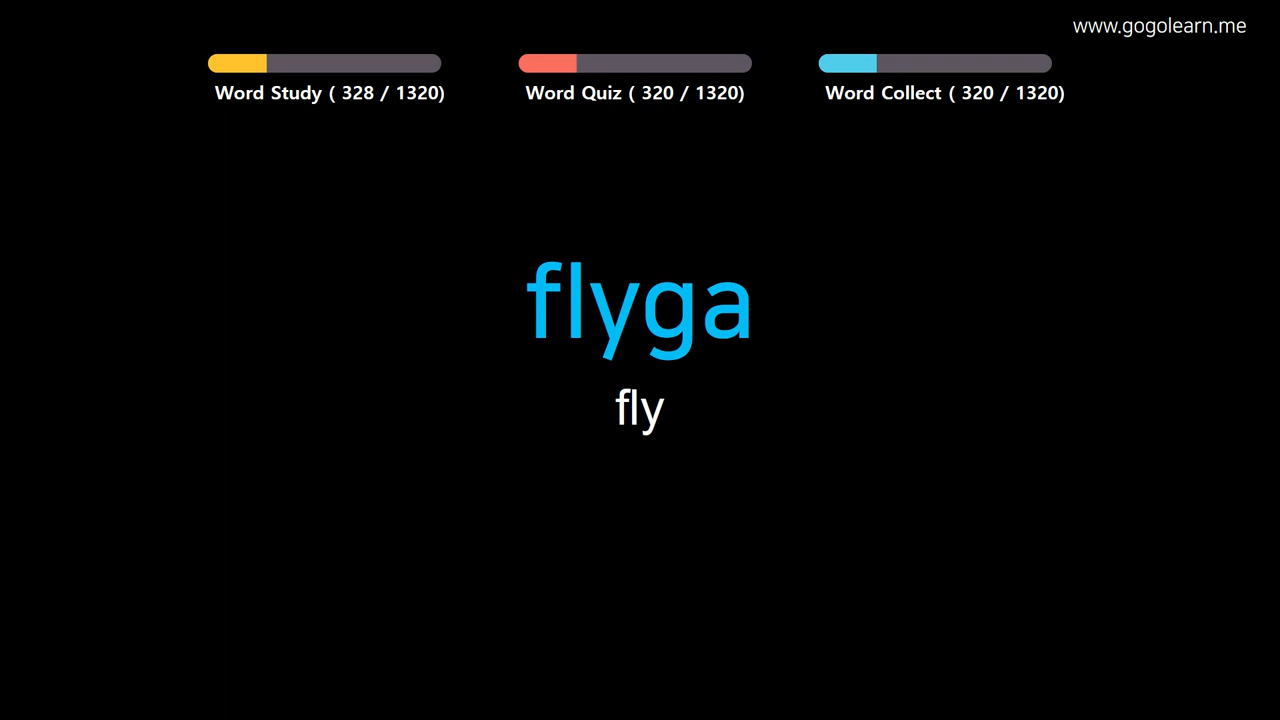 www.gogolearn.me
Word Study ( 328 / 1320)
Word Quiz ( 320 / 1320)
Word Collect ( 320 / 1320)
flyga
fly